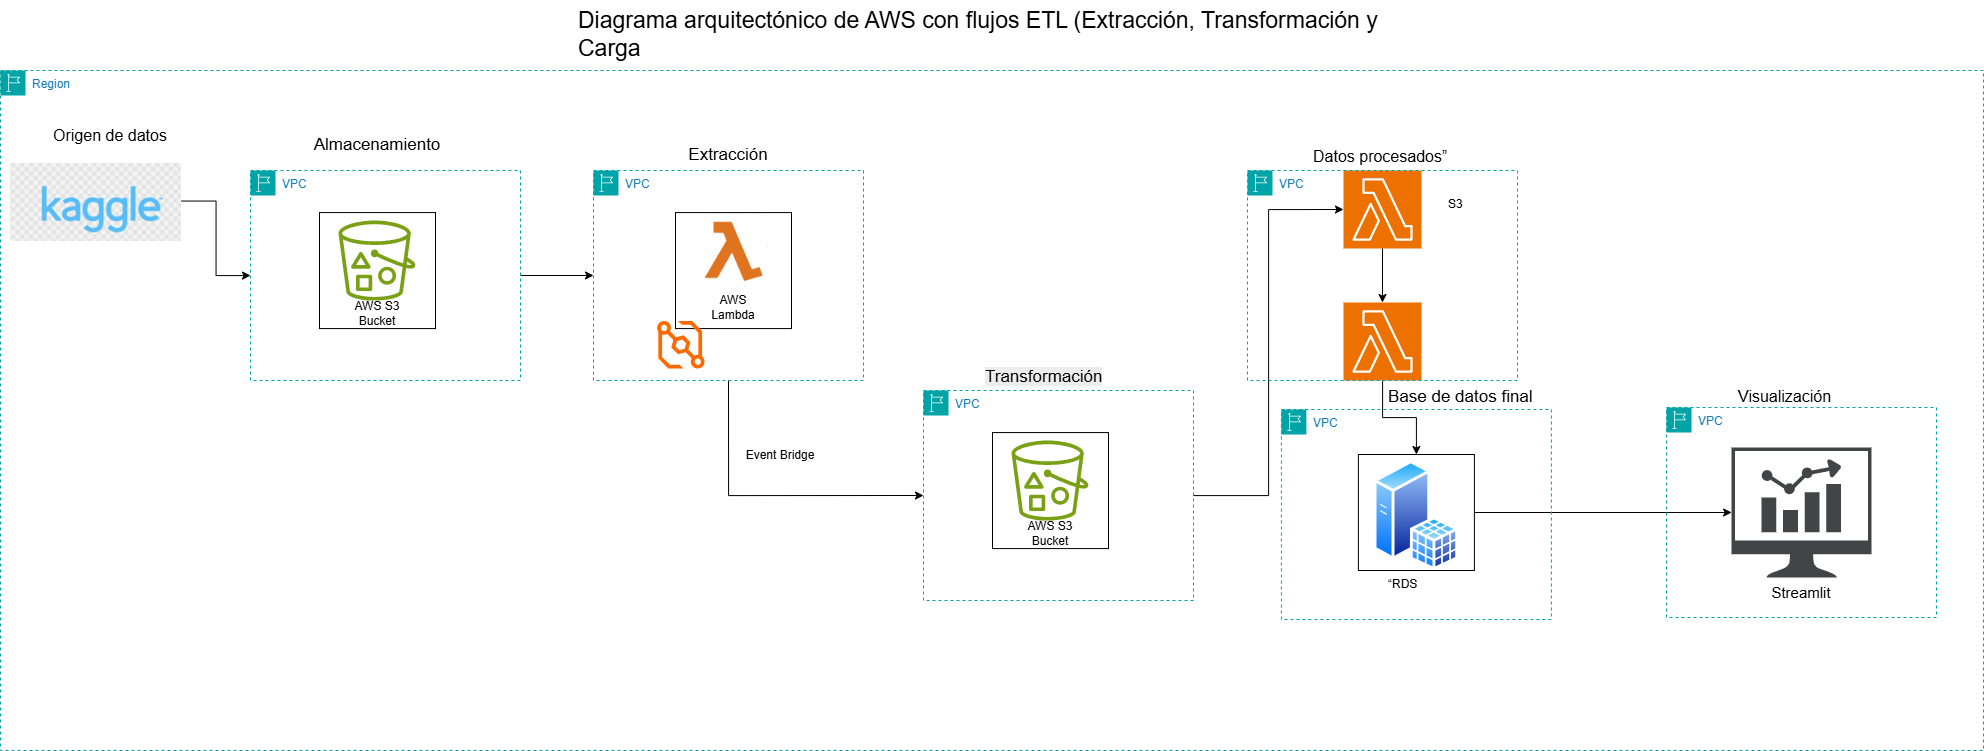 Diagrama arquitectónico de AWS con flujos ETL (Extracción, Transformación y
Carga
Region
Origen de datos
kaggle
Almacenamiento
VPC
AWS S3
Bucket
Extracción
VPC
AWS
Lambda
Event Bridge
Transformación
VPC
AWS S3
Bucket
Datos procesados”
VPC
S3
Base de datos final
VPC
“RDS
Visualización
VPC
Streamlit